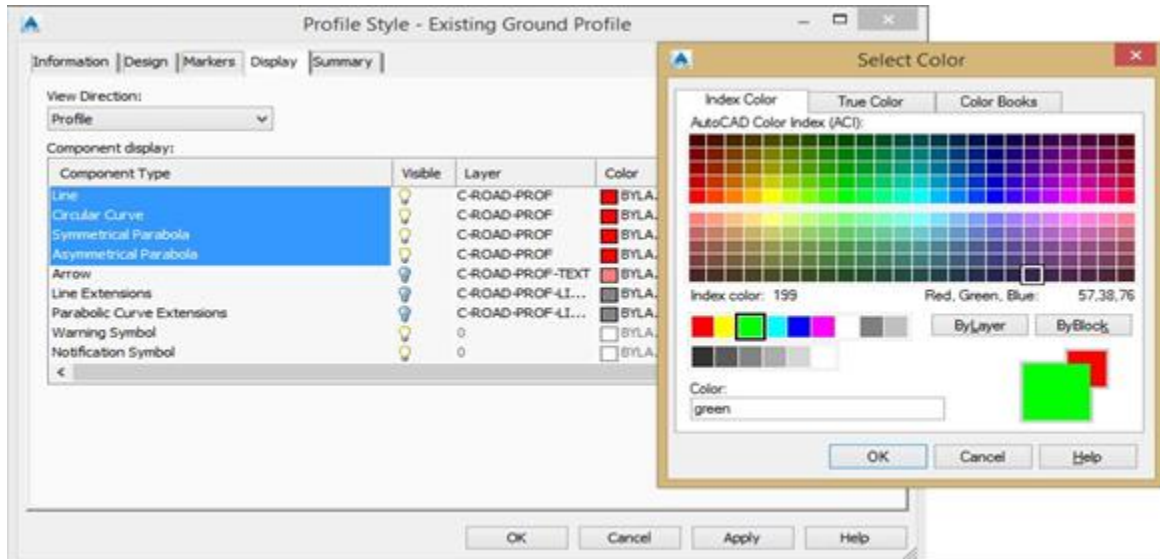 Profile Style - Existing Ground Profile
Information Design Markers Display Summary
View Direction:
Profile
Component display:
Component Type Visible Layer Color
Line C-ROAD-PROF BYLA.
Circular Curve C-ROAD-PROF BYLA.
Symmetrical Parabola C-ROAD-PROF BYLA.
Asymmetrical Parabola C-ROAD-PROF BYLA.
Arrow C-ROAD-PROF-TEXT BYLA.
Line Extensions C-ROAD-PROF-LI... BYLA.
Parabolic Curve Extensions C-ROAD-PROF-LI... BYLA.
Warning Symbol 0 BYLA.
Notification Symbol 0 BYLA.
OK Cancel Apply Help
Select Color
Index Color True Color Color Books
AutoCAD Color Index (ACI):
Index color: 199 Red, Green, Blue: 57,38,76
ByLayer ByBlock
Color:
green
OK Cancel Help